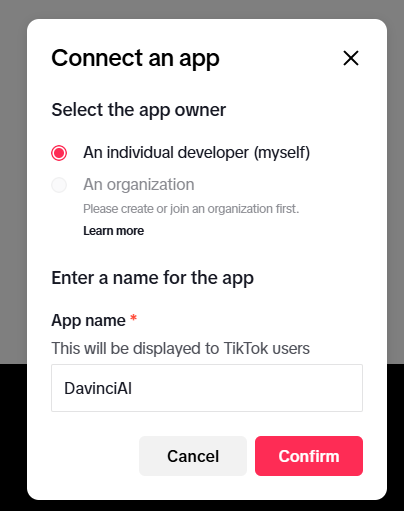 Connect an app
Select the app owner
An individual developer (myself)
An organization
Please create or join an organization first.
Learn more
Enter a name for the app
App name *
This will be displayed to TikTok users
DavinciAI
Cancel
Confirm